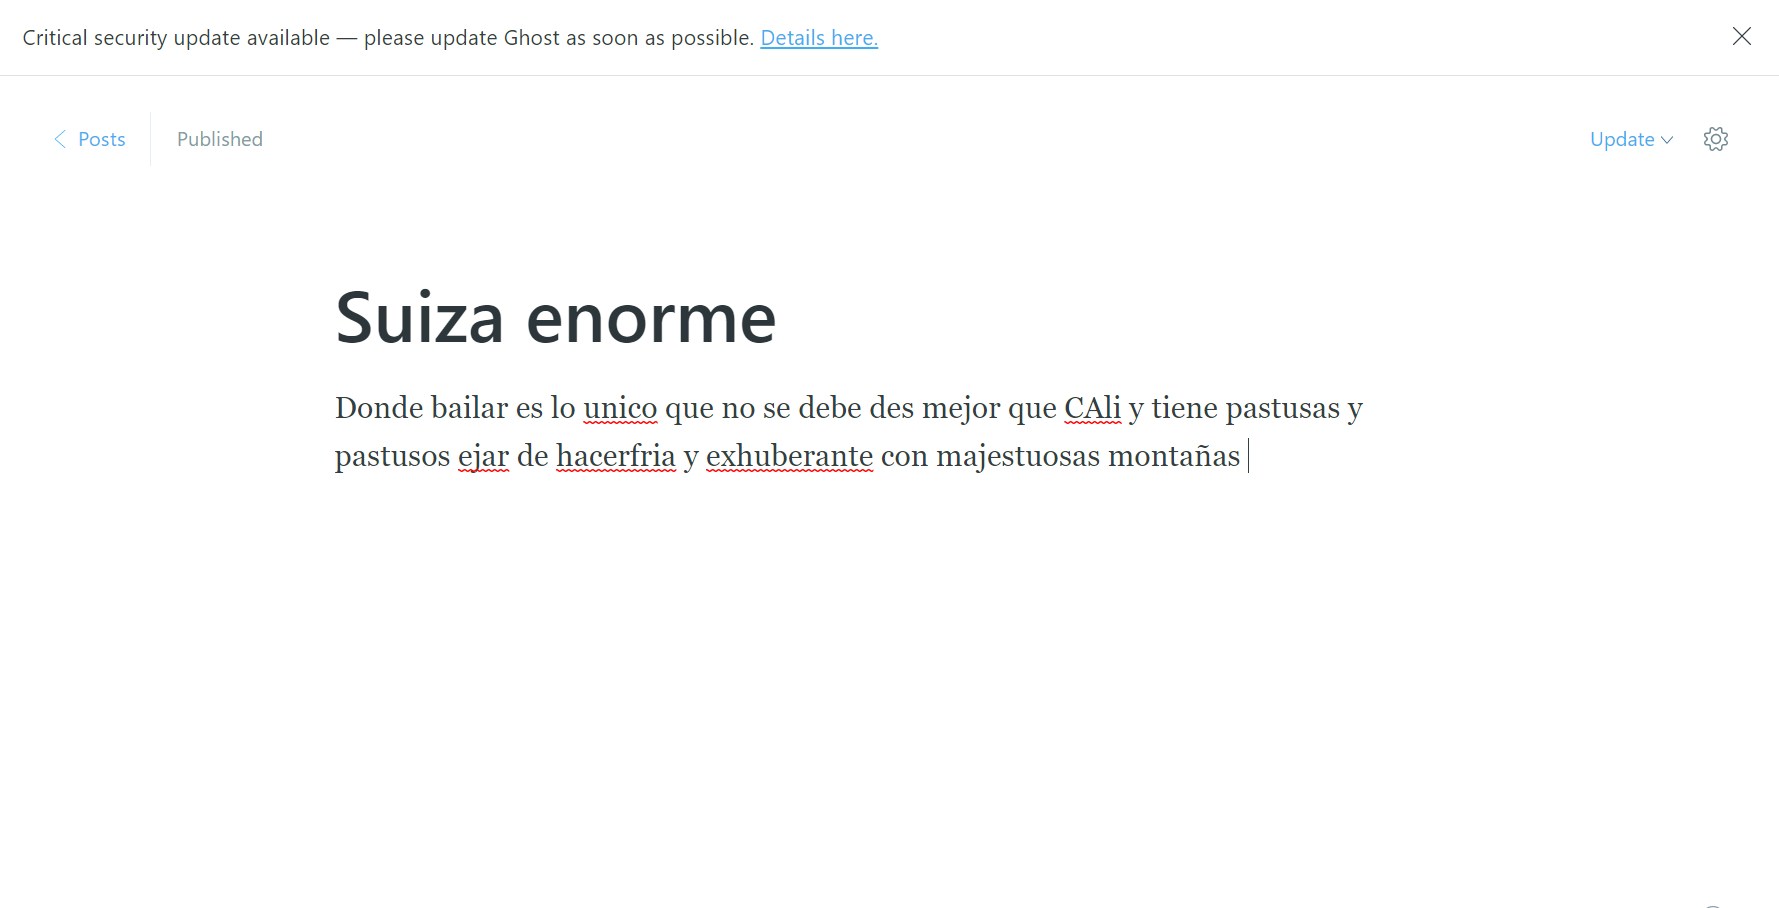 Critical security update available — please update Ghost as soon as possible. Details here.
Posts
Published
Update
Suiza enorme
Donde bailar es lo unico que no se debe des mejor que CAli y tiene pastusas y
pastusos ejar de hacerfria y exhuberante con majestuosas montañas